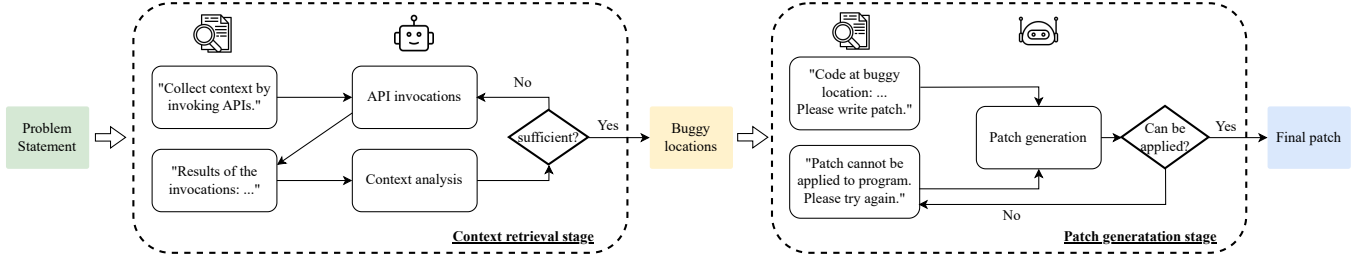 Problem
Statement
"Collect context by
invoking APIs."
API invocations
"Results of the
invocations: ..."
Context analysis
No
sufficient?
Yes
Context retrieval stage
Buggy
locations
"Code at buggy
location: ...
Please write patch."
"Patch cannot be
applied to program.
Please try again."
Patch generation
Can be
applied?
Yes
No
Patch generatation stage
Final patch